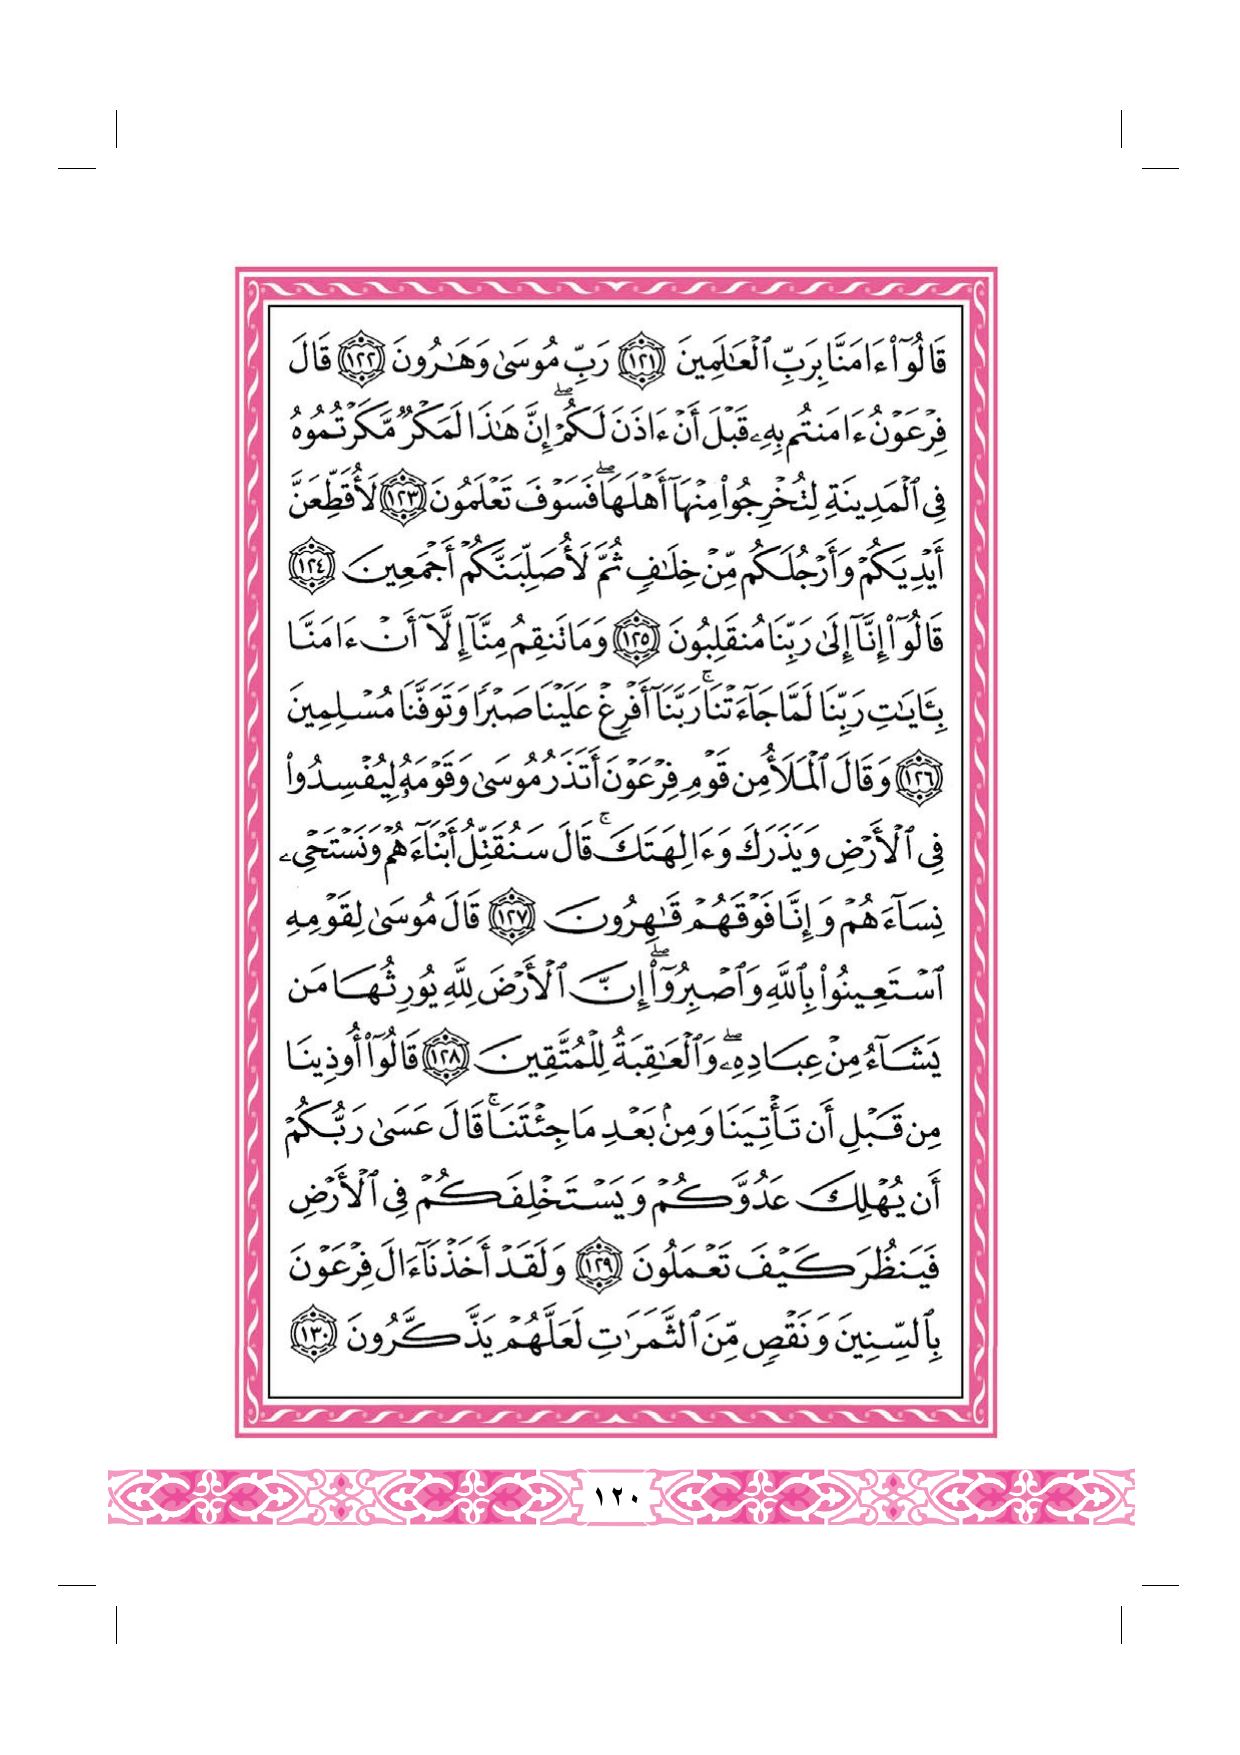 قَالُوٓا۟ ءَامَنَّا بِرَبِّ ٱلْعَـٰلَمِينَ ١٢١ رَبِّ مُوسَىٰ وَهَـٰرُونَ ١٢٢ قَالَ
فِرْعَوْنُ ءَامَنتُم بِهِۦ قَبْلَ أَنْ ءَاذَنَ لَكُمْ ۖ إِنَّ هَـٰذَا لَمَكْرٌ مَّكَرْتُمُوهُ
فِى ٱلْمَدِينَةِ لِتُخْرِجُوا۟ مِنْهَآ أَهْلَهَا ۖ فَسَوْفَ تَعْلَمُونَ ١٢٣ لَأُقَطِّعَنَّ
أَيْدِيَكُمْ وَأَرْجُلَكُم مِّنْ خِلَـٰفٍ ثُمَّ لَأُصَلِّبَنَّكُمْ أَجْمَعِينَ ١٢٤
قَالُوٓا۟ إِنَّآ إِلَىٰ رَبِّنَا مُنقَلِبُونَ ١٢٥ وَمَا تَنقِمُ مِنَّآ إِلَّآ أَنْ ءَامَنَّا
بِـَٔايَـٰتِ رَبِّنَا لَمَّا جَآءَتْنَا ۚ رَبَّنَآ أَفْرِغْ عَلَيْنَا صَبْرًا وَتَوَفَّنَا مُسْلِمِينَ
١٢٦ وَقَالَ ٱلْمَلَأُ مِن قَوْمِ فِرْعَوْنَ أَتَذَرُ مُوسَىٰ وَقَوْمَهُۥ لِيُفْسِدُوا۟
فِى ٱلْأَرْضِ وَيَذَرَكَ وَءَالِهَتَكَ ۚ قَالَ سَنُقَتِّلُ أَبْنَآءَهُمْ وَنَسْتَحْىِۦ
نِسَآءَهُمْ وَإِنَّا فَوْقَهُمْ قَـٰهِرُونَ ١٢٧ قَالَ مُوسَىٰ لِقَوْمِهِ
ٱسْتَعِينُوا۟ بِٱللَّهِ وَٱصْبِرُوٓا۟ ۖ إِنَّ ٱلْأَرْضَ لِلَّهِ يُورِثُهَا مَن
يَشَآءُ مِنْ عِبَادِهِۦ ۖ وَٱلْعَـٰقِبَةُ لِلْمُتَّقِينَ ١٢٨ قَالُوٓا۟ أُوذِينَا
مِن قَبْلِ أَن تَأْتِيَنَا وَمِنۢ بَعْدِ مَا جِئْتَنَا ۚ قَالَ عَسَىٰ رَبُّكُمْ
أَن يُهْلِكَ عَدُوَّكُمْ وَيَسْتَخْلِفَكُمْ فِى ٱلْأَرْضِ
فَيَنظُرَ كَيْفَ تَعْمَلُونَ ١٢٩ وَلَقَدْ أَخَذْنَآ ءَالَ فِرْعَوْنَ
بِٱلسِّنِينَ وَنَقْصٍ مِّنَ ٱلثَّمَرَٰتِ لَعَلَّهُمْ يَذَّكَّرُونَ ١٣٠
١٢٠